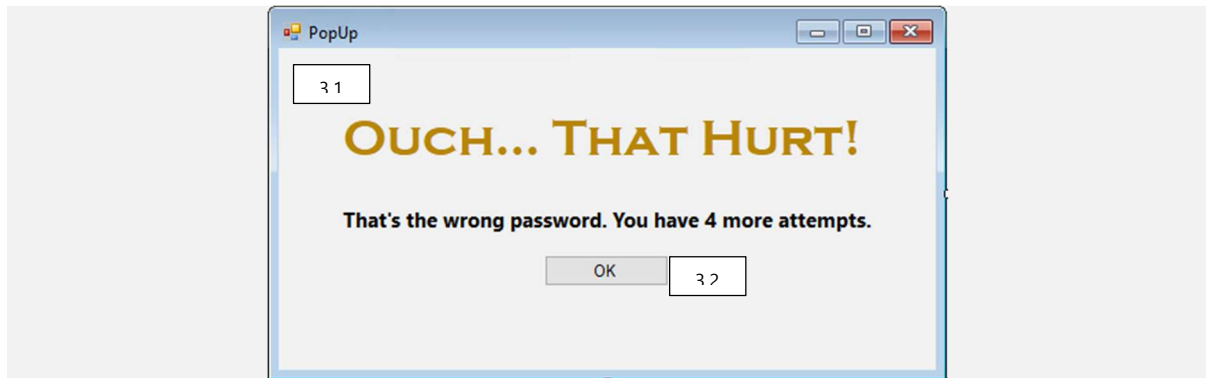 PopUp
3.1
Ouch... That Hurt!
That's the wrong password. You have 4 more attempts.
OK
3.2